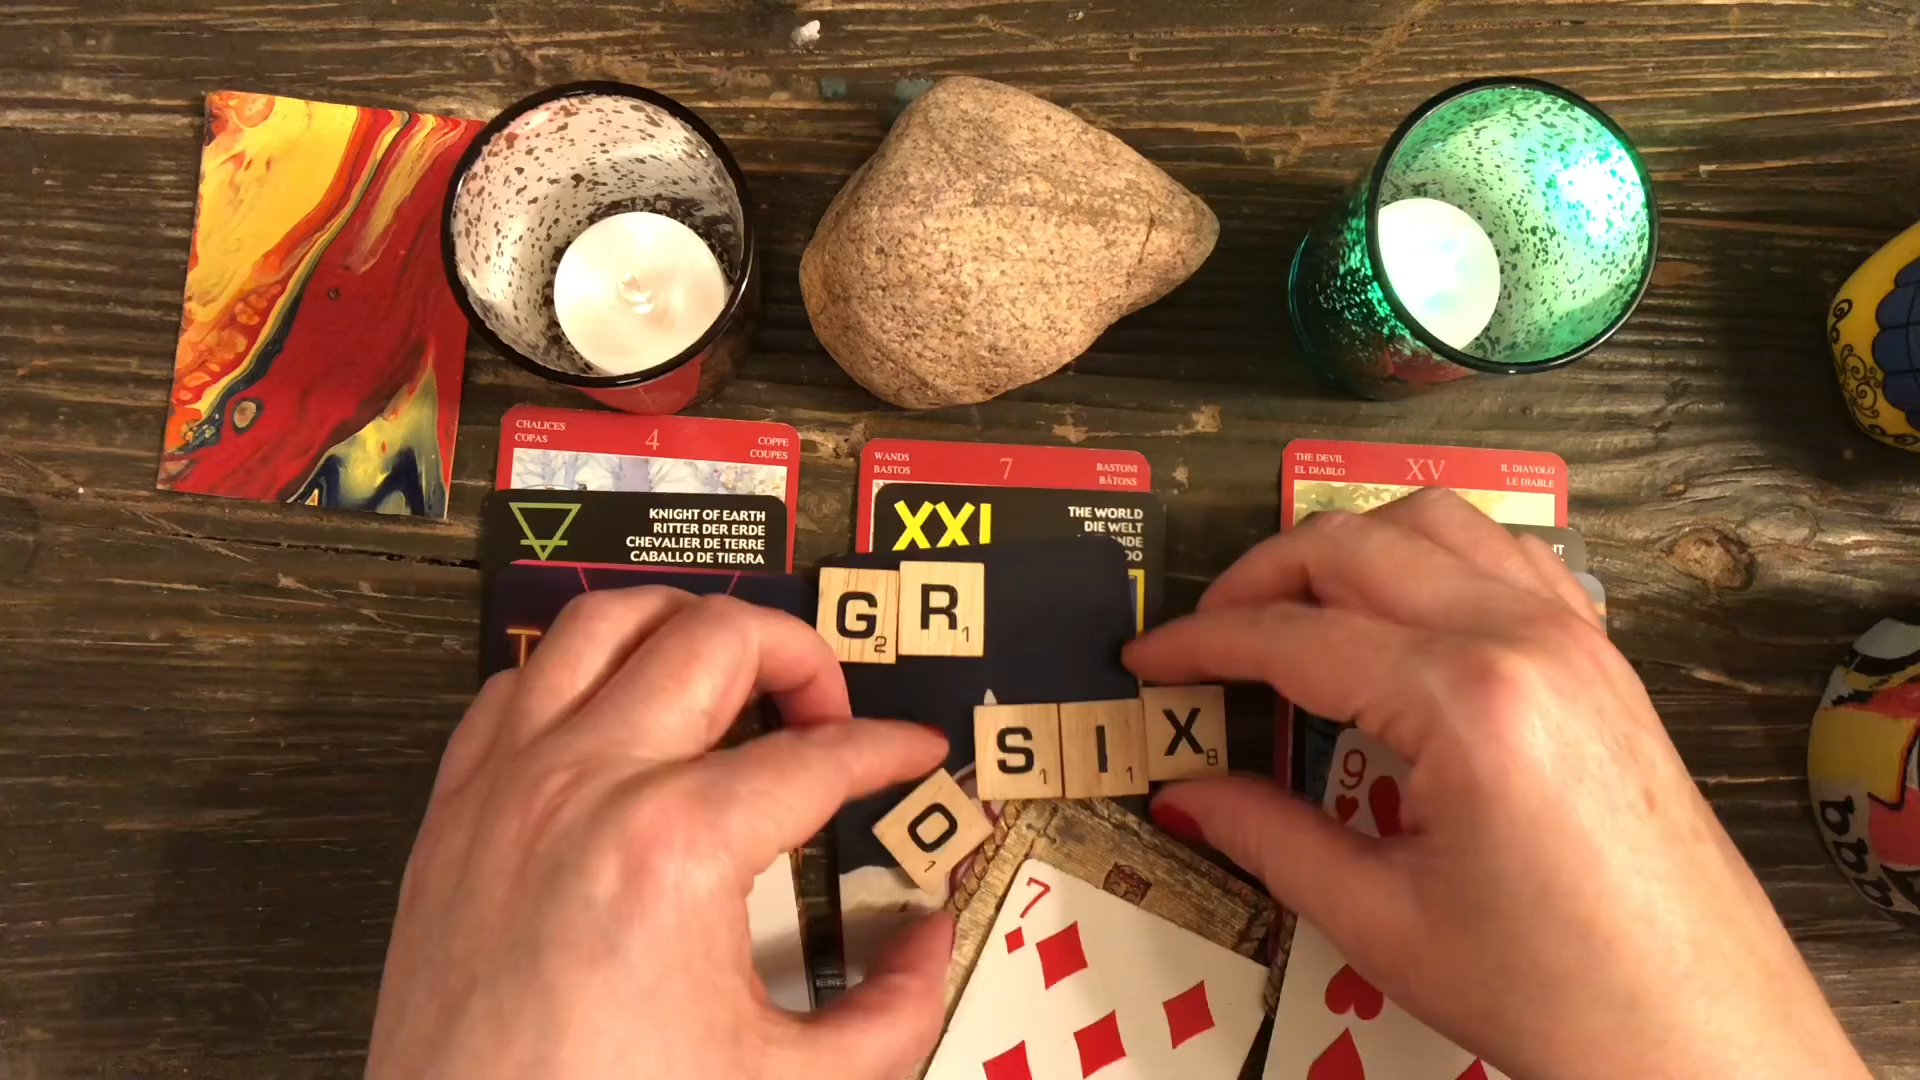 CHALICES
COPAS
4
COPPE
COUPES
KNIGHT OF EARTH
RITTER DER ERDE
CHEVALIER DE TERRE
CABALLO DE TIERRA
WANDS
BASTOS
7
BASTONI
BÂTONS
XXI
THE WORLD
DIE WELT
THE DEVIL
EL DIABLO
XV
IL DIAVOLO
LE DIABLE
G2 R1
S1 I1 X8
O1
9
7